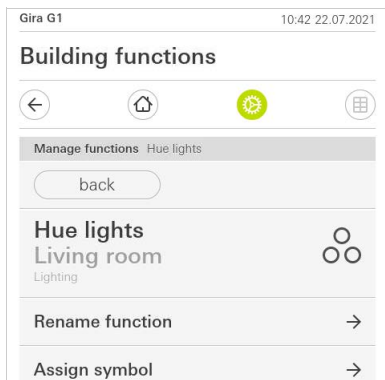 Gira G1 10:42 22.07.2021
Building functions
Manage functions Hue lights
back
Hue lights
Living room
Lighting
Rename function
Assign symbol